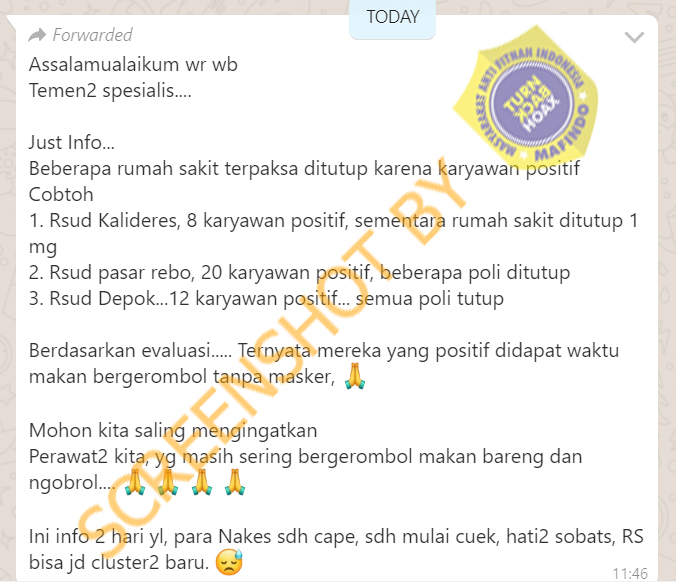 TODAY
Forwarded
Assalamualaikum wr wb
Temen2 spesialis....
Just Info...
Beberapa rumah sakit terpaksa ditutup karena karyawan positif
Cobtoh
1. Rsud Kalideres, 8 karyawan positif, sementara rumah sakit ditutup 1
mg
2. Rsud pasar rebo, 20 karyawan positif, beberapa poli ditutup
3. Rsud Depok...12 karyawan positif... semua poli tutup
Berdasarkan evaluasi..... Ternyata mereka yang positif didapat waktu
makan bergerombol tanpa masker, 🙏
Mohon kita saling mengingatkan
Perawat2 kita, yg masih sering bergerombol makan bareng dan
ngobrol.... 🙏 🙏 🙏 🙏
Ini info 2 hari yl, para Nakes sdh cape, sdh mulai cuek, hati2 sobats, RS
bisa jd cluster2 baru. 😓
11:46
SCREENSHOT BY
MASYARAKAT ANTI FITNAH INDONESIA
TURN
BACK
HOAX
MAFINDO